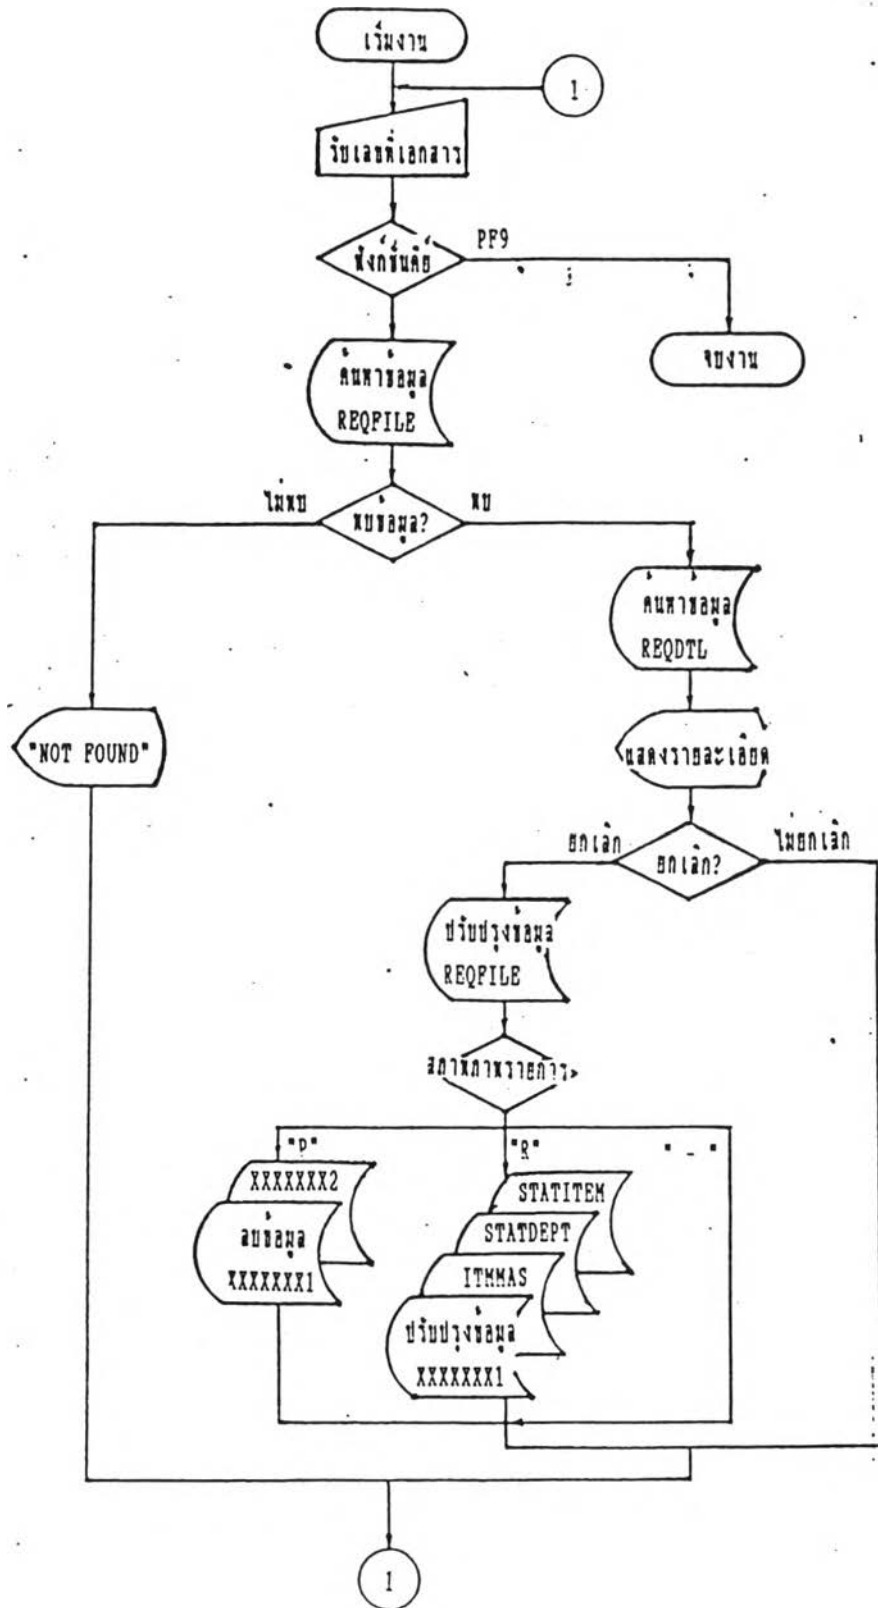 เริ่มงาน
1
รับเลขที่เอกสาร
ฟังก์ชั่นคีย์
PF9
จบงาน
ค้นหาข้อมูล
REQFILE
ไม่พบ
พบข้อมูล?
พบ
ค้นหาข้อมูล
REQDTL
"NOT FOUND"
แสดงรายละเอียด
ยกเลิก
ยกเลิก?
ไม่ยกเลิก
ปรับปรุงข้อมูล
REQFILE
สภาพภาพรายการ
"P"
"R"
"_"
XXXXXXX2
ลบข้อมูล
XXXXXXX1
STATITEM
STATDEPT
ITMMAS
ปรับปรุงข้อมูล
XXXXXXX1
1